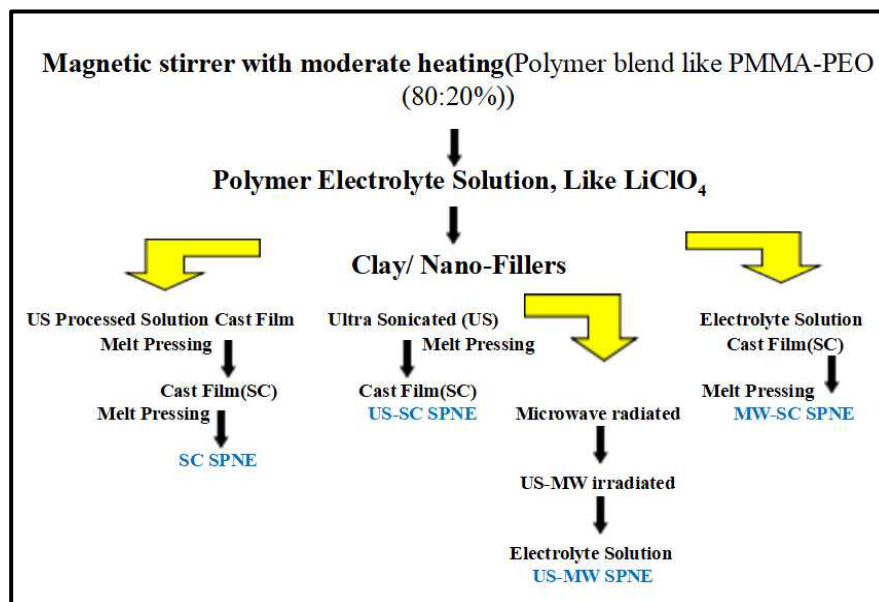 Magnetic stirrer with moderate heating(Polymer blend like PMMA-PEO
(80:20%))
Polymer Electrolyte Solution, Like LiClO₄
Clay/ Nano-Fillers
US Processed Solution Cast Film
Melt Pressing
Cast Film(SC)
Melt Pressing
SC SPNE
Ultra Sonicated (US)
Melt Pressing
Cast Film(SC)
US-SC SPNE
Microwave radiated
US-MW irradiated
Electrolyte Solution
US-MW SPNE
Electrolyte Solution
Cast Film(SC)
Melt Pressing
MW-SC SPNE